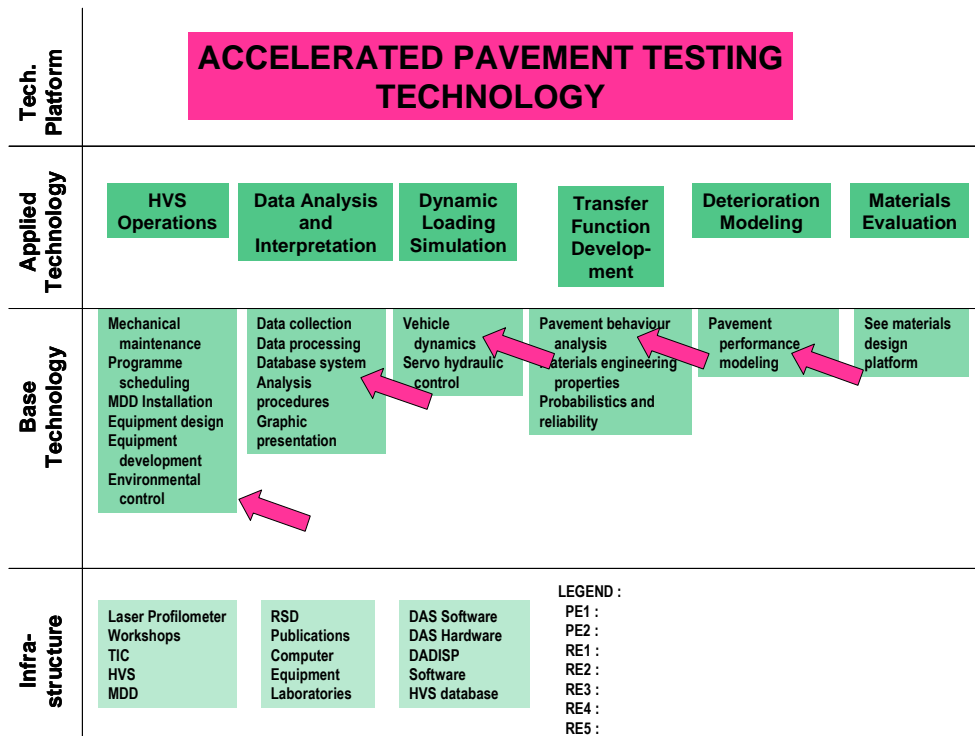 Tech.
Platform
ACCELERATED PAVEMENT TESTING
TECHNOLOGY
Applied
Technology
HVS
Operations
Data Analysis
and
Interpretation
Dynamic
Loading
Simulation
Transfer
Function
Develop-
ment
Deterioration
Modeling
Materials
Evaluation
Base
Technology
Mechanical
maintenance
Programme
scheduling
MDD Installation
Equipment design
Equipment
development
Environmental
control
Data collection
Data processing
Database system
Analysis
procedures
Graphic
presentation
Vehicle
dynamics
Servo hydraulic
control
Pavement behaviour
analysis
Materials engineering
properties
Probabilistics and
reliability
Pavement
performance
modeling
See materials
design
platform
Infra-
structure
Laser Profilometer
Workshops
TIC
HVS
MDD
RSD
Publications
Computer
Equipment
Laboratories
DAS Software
DAS Hardware
DADISP
Software
HVS database
LEGEND :
PE1 :
PE2 :
RE1 :
RE2 :
RE3 :
RE4 :
RE5 :